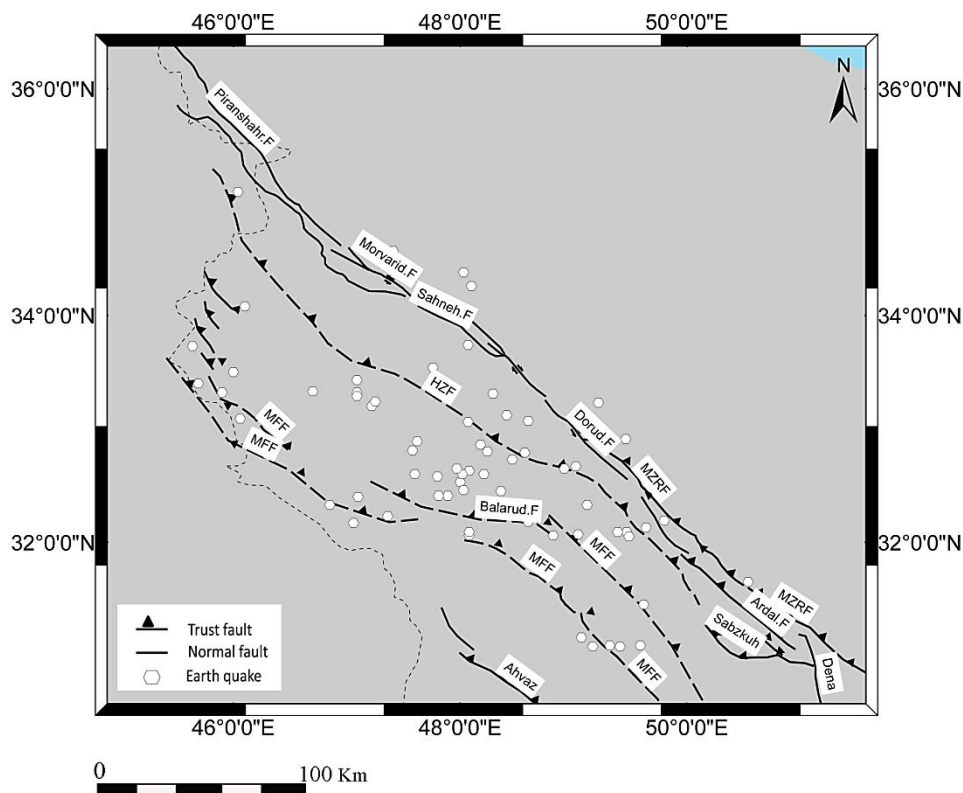 46°0'0"E 48°0'0"E 50°0'0"E
N
36°0'0"N 36°0'0"N
Piranshahr.F
Morvarid.F
34°0'0"N 34°0'0"N
Sahneh.F
HZF
MFF
MFF
Dorud.F
MZRF
Balarud.F
32°0'0"N 32°0'0"N
MFF
MFF
MZRF
Ardal.F
Sabzkuh
Dena
MFF
Ahvaz
Trust fault
Normal fault
Earth quake
46°0'0"E 48°0'0"E 50°0'0"E
0 100 Km